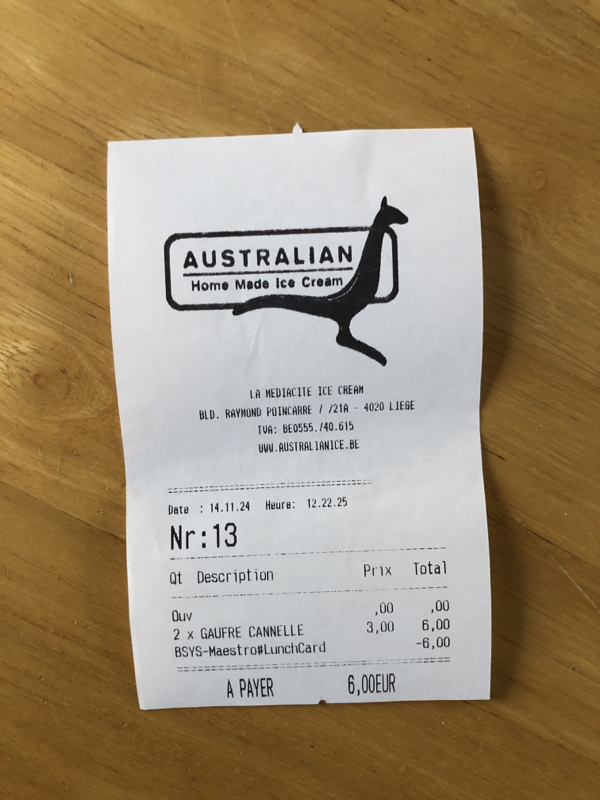 AUSTRALIAN
Home Made Ice Cream
LA MEDIACITE ICE CREAM
BLD. RAYMOND POINCARRE 7 /21A - 4020 LIEGE
TVA: BE0555.740.615
WWW.AUSTRALIANICE.BE
Date : 14.11.24 Heure: 12.22.25
Nr:13
Qt Description Prix Total
Ouv ,00 ,00
2 x GAUFRE CANNELLE 3,00 6,00
BSYS-Maestro#LunchCard -6,00
A PAYER 6,00EUR